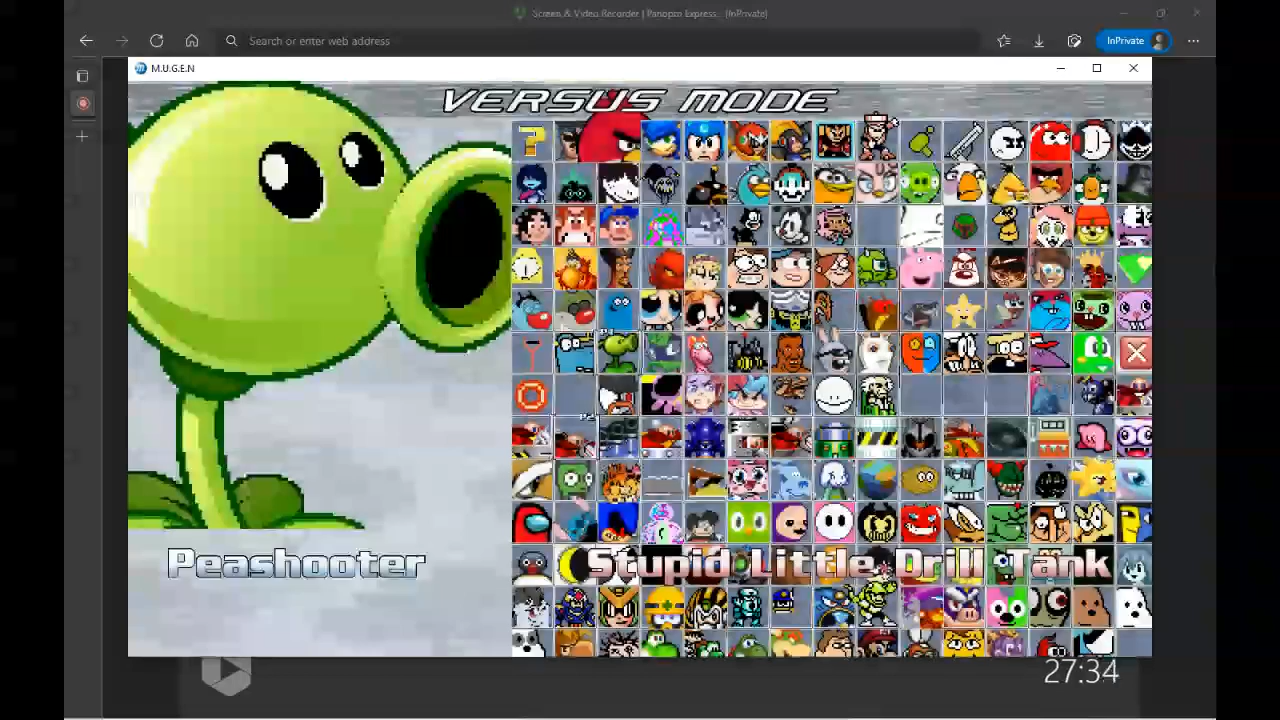 Screen & Video Recorder | Panopto Express - [InPrivate]
Search or enter web address
InPrivate
M.U.G.E.N
VERSUS MODE
Peashooter
Stupid Little Drill Tank
27:34